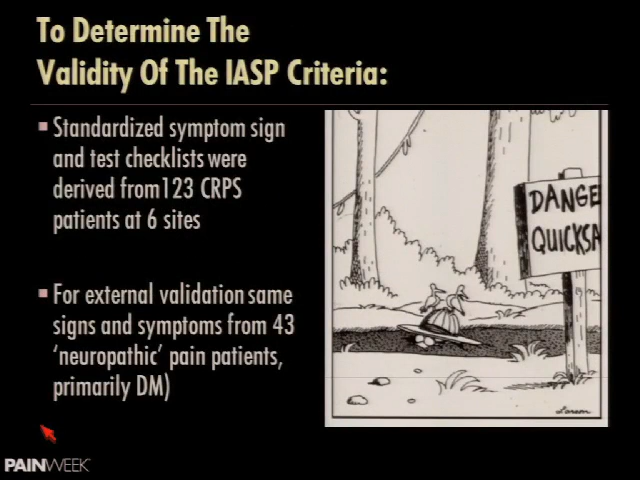 To Determine The
Validity Of The IASP Criteria:
Standardized symptom sign
and test checklists were
derived from123 CRPS
patients at 6 sites
For external validation same
signs and symptoms from 43
‘neuropathic’ pain patients,
primarily DM)
DANGE
QUICKSA
Larson
PAINWEEK